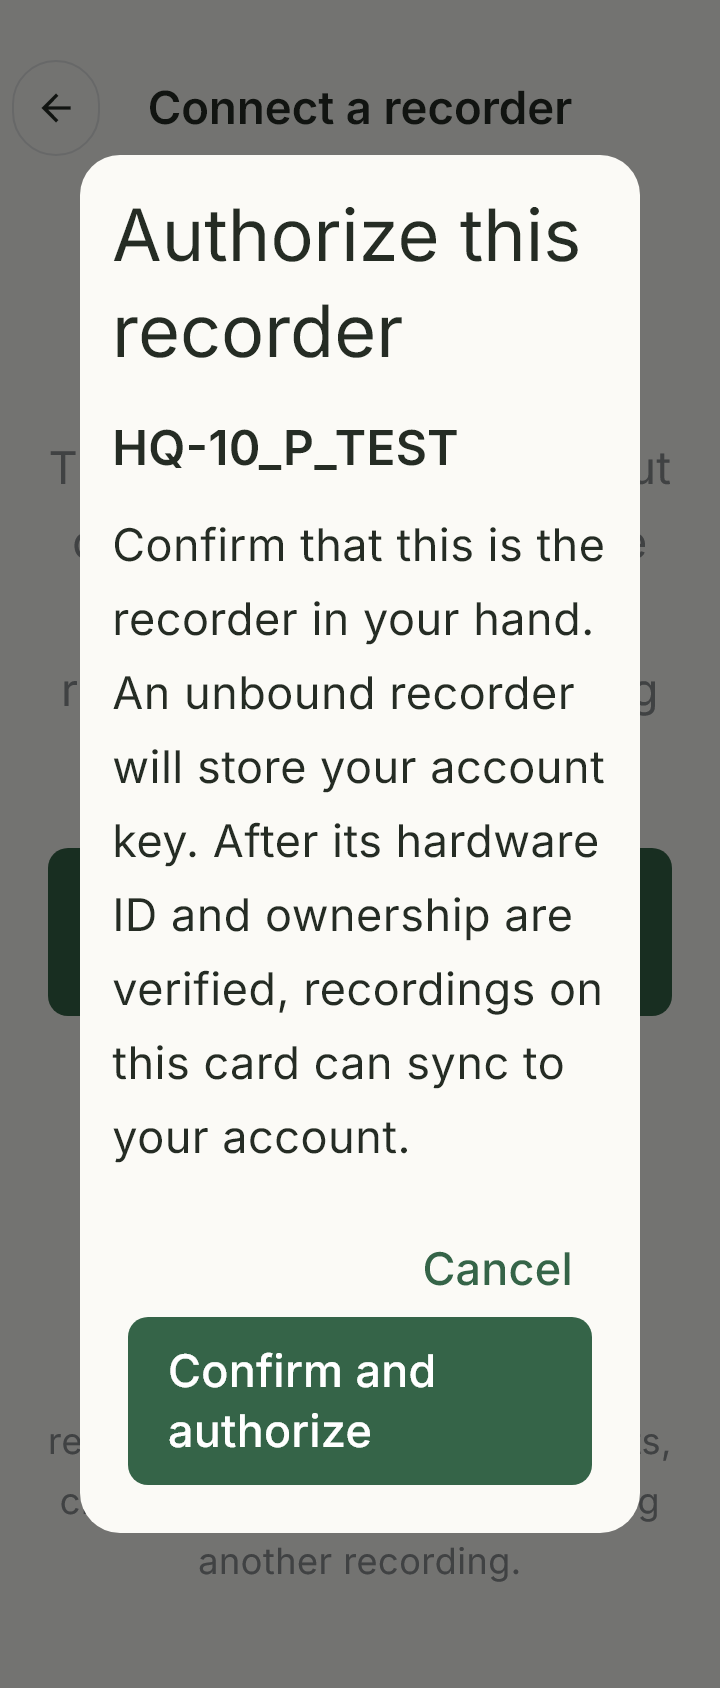 Connect a recorder
Authorize this
recorder
HQ-10_P_TEST
Confirm that this is the
recorder in your hand.
An unbound recorder
will store your account
key. After its hardware
ID and ownership are
verified, recordings on
this card can sync to
your account.
Cancel
Confirm and
authorize
another recording.